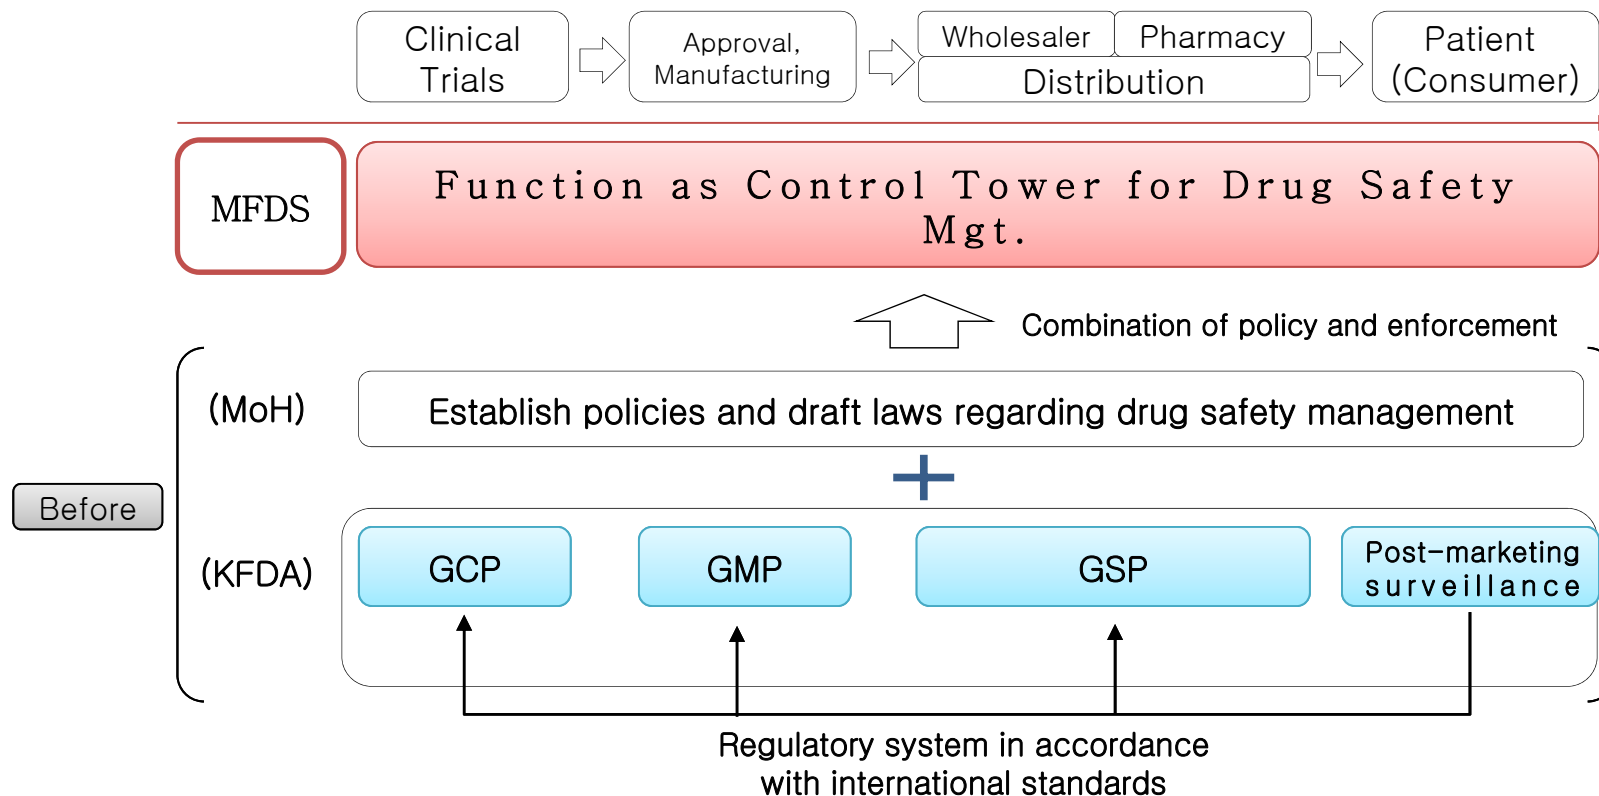 Clinical
Trials
Approval,
Manufacturing
Wholesaler
Pharmacy
Distribution
Patient
(Consumer)
MFDS
Function as Control Tower for Drug Safety
Mgt.
Combination of policy and enforcement
(MoH)
Establish policies and draft laws regarding drug safety management
Before
(KFDA)
GCP
GMP
GSP
Post-marketing
surveillance
Regulatory system in accordance
with international standards